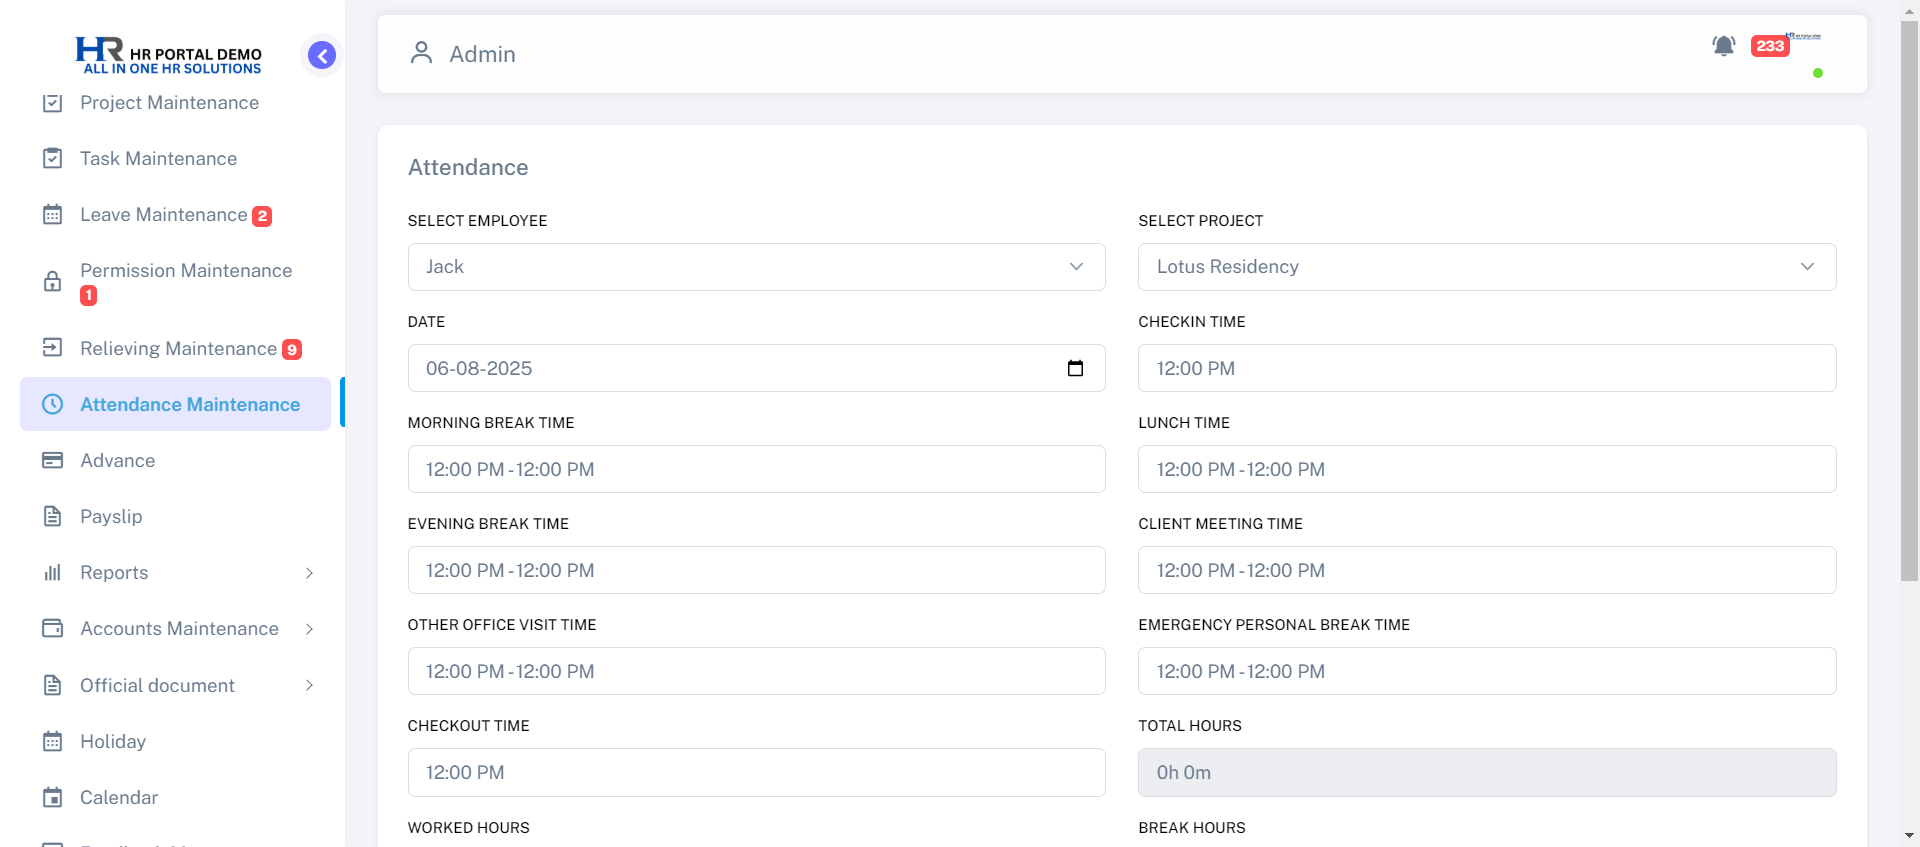 HR HR PORTAL DEMO
ALL IN ONE HR SOLUTIONS
Project Maintenance
Task Maintenance
Leave Maintenance 2
Permission Maintenance
1
Relieving Maintenance 9
Attendance Maintenance
Advance
Payslip
Reports
Accounts Maintenance
Official document
Holiday
Calendar
Admin
233
Attendance
SELECT EMPLOYEE
Jack
SELECT PROJECT
Lotus Residency
DATE
06-08-2025
CHECKIN TIME
12:00 PM
MORNING BREAK TIME
12:00 PM - 12:00 PM
LUNCH TIME
12:00 PM - 12:00 PM
EVENING BREAK TIME
12:00 PM - 12:00 PM
CLIENT MEETING TIME
12:00 PM - 12:00 PM
OTHER OFFICE VISIT TIME
12:00 PM - 12:00 PM
EMERGENCY PERSONAL BREAK TIME
12:00 PM - 12:00 PM
CHECKOUT TIME
12:00 PM
TOTAL HOURS
0h 0m
WORKED HOURS
BREAK HOURS